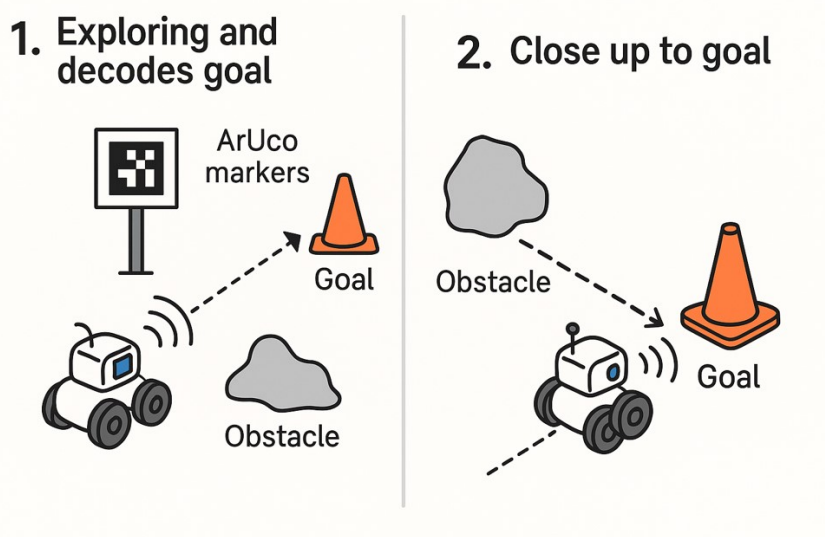 1. Exploring and
decodes goal
ArUco
markers
Goal
Obstacle
2. Close up to goal
Obstacle
Goal